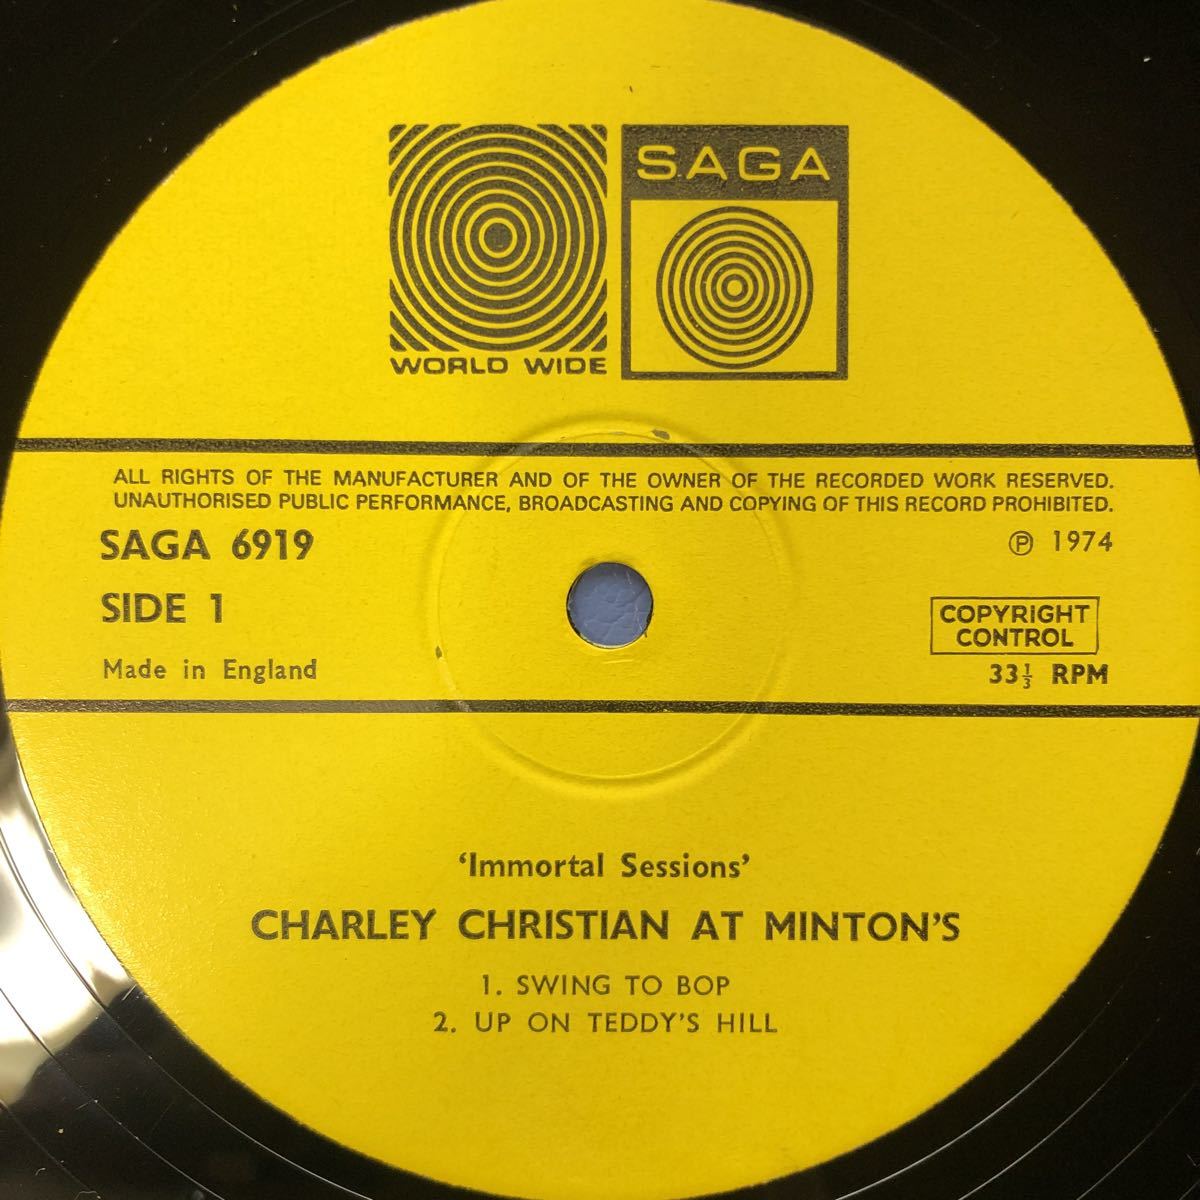 WORLD WIDE
SAGA
ALL RIGHTS OF THE MANUFACTURER AND OF THE OWNER OF THE RECORDED WORK RESERVED.
UNAUTHORISED PUBLIC PERFORMANCE, BROADCASTING AND COPYING OF THIS RECORD PROHIBITED.
SAGA 6919
℗ 1974
SIDE 1
COPYRIGHT
CONTROL
Made in England
33⅓ RPM
‘Immortal Sessions’
CHARLEY CHRISTIAN AT MINTON'S
1. SWING TO BOP
2. UP ON TEDDY'S HILL